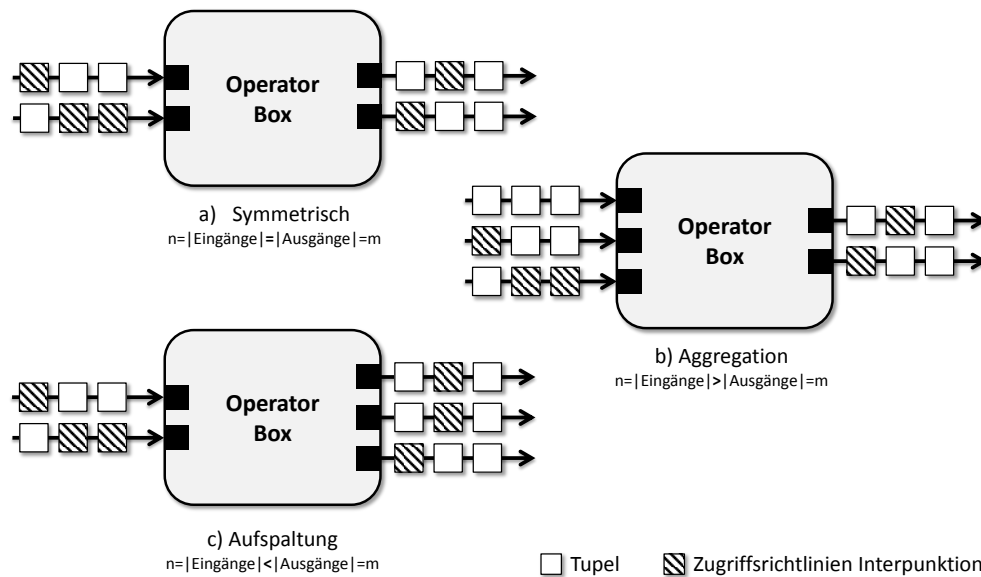 Operator
Box
a) Symmetrisch
n=|Eingänge|=|Ausgänge|=m
Operator
Box
b) Aggregation
n=|Eingänge|>|Ausgänge|=m
Operator
Box
c) Aufspaltung
n=|Eingänge|<|Ausgänge|=m
Tupel
Zugriffsrichtlinien Interpunktion